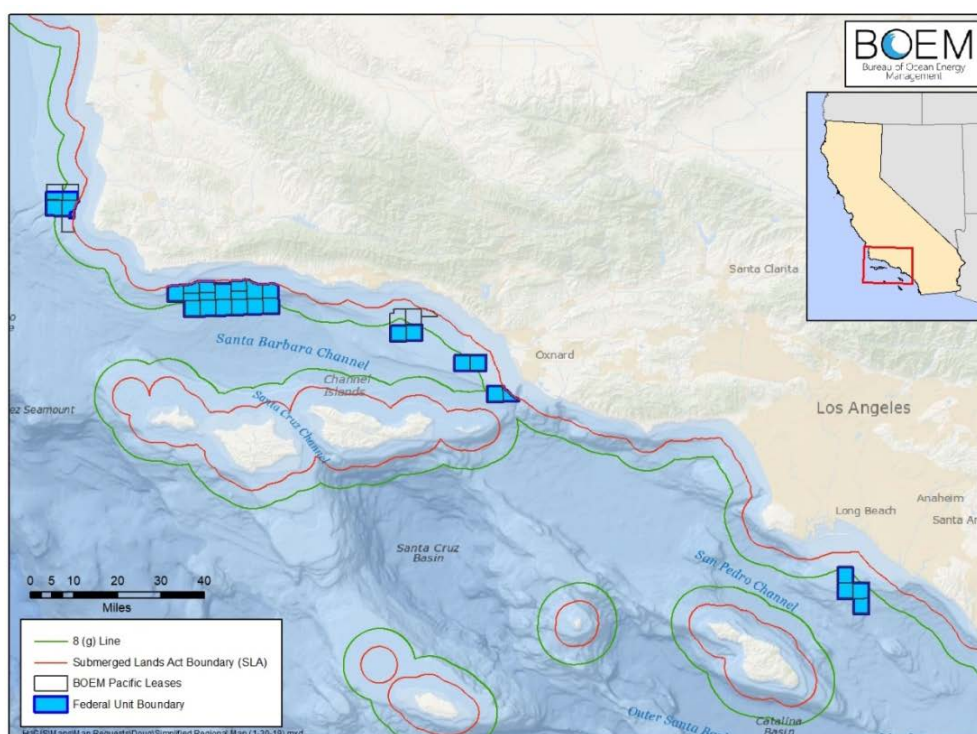 BOEM
Bureau of Ocean Energy
Management
Santa Clarita
Santa Barbara Channel
Oxnard
Channel
Islands
Santa Cruz Channel
ez Seamount
Los Angeles
Anaheim
Long Beach
Santa An
Santa Cruz
Basin
San Pedro Channel
0 5 10 20 30 40
Miles
8 (g) Line
Submerged Lands Act Boundary (SLA)
BOEM Pacific Leases
Federal Unit Boundary
Outer Santa Ba
Catalina
Basin